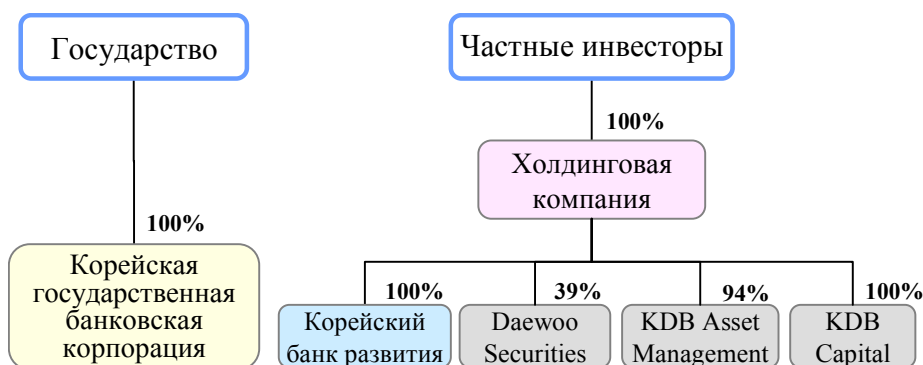 Государство
Частные инвесторы
100%
Холдинговая
компания
100%
Корейская
государственная
банковская
корпорация
100%
39%
94%
100%
Корейский
банк развития
Daewoo
Securities
KDB Asset
Management
KDB
Capital